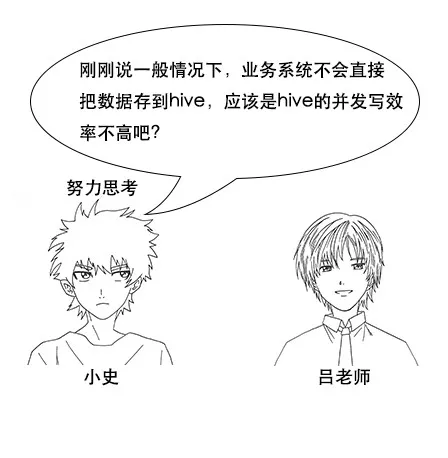 刚刚说一般情况下，业务系统不会直接
把数据存到hive，应该是hive的并发写效
率不高吧？
努力思考
小史
吕老师